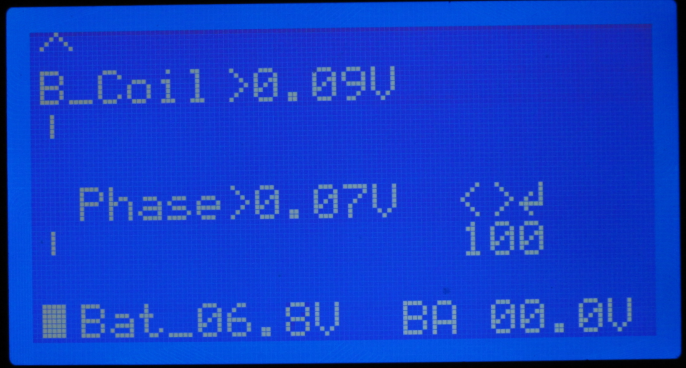 ^
B_Coil >0.09V
|
Phase>0.07V <>↲
| 100
█Bat_06.8V BA 00.0V